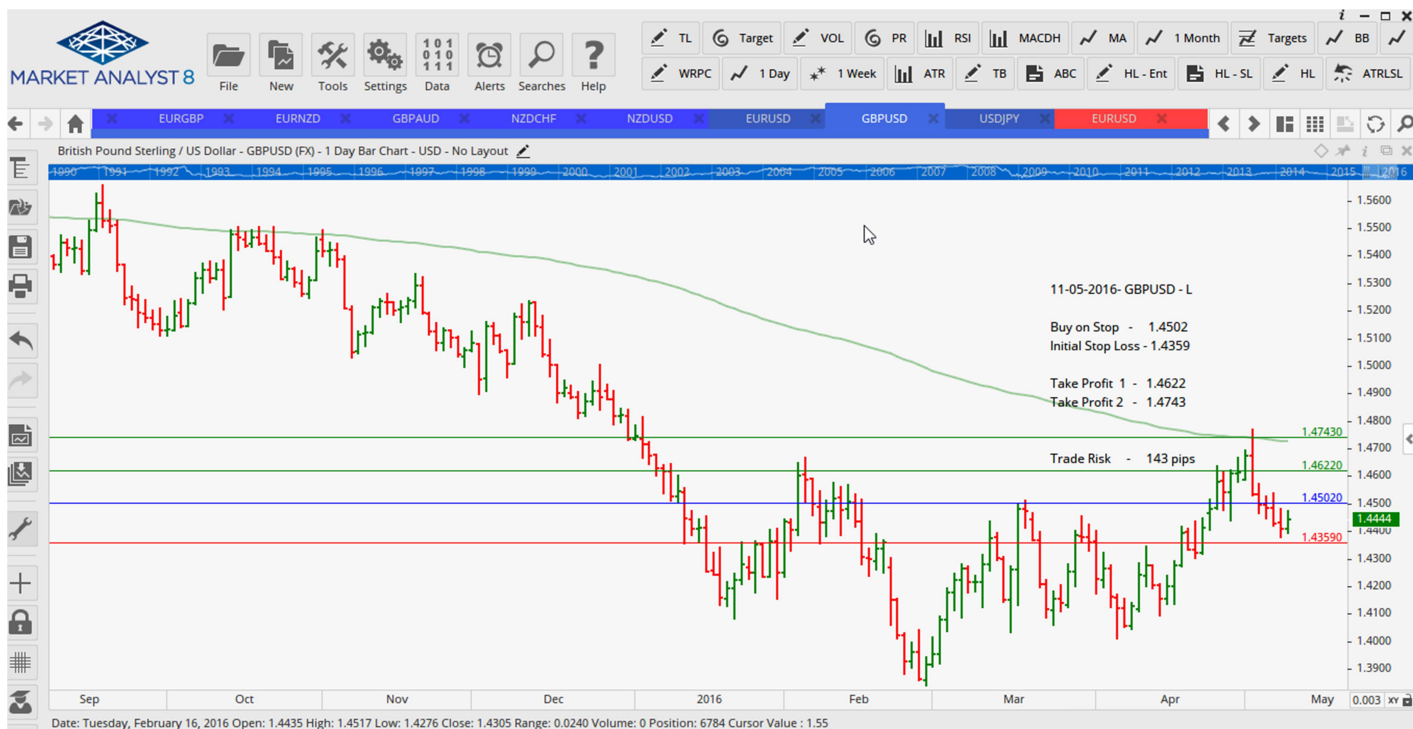 i
TL Target VOL PR RSI MACDH MA 1 Month Targets BB
MARKET ANALYST 8
101
010
111
File New Tools Settings Data Alerts Searches Help
WRPC 1 Day 1 Week ATR TB ABC HL - Ent HL - SL HL ATRLSL
EURGBP EURNZD GBPAUD NZDCHF NZDUSD EURUSD GBPUSD USDJPY EURUSD
British Pound Sterling / US Dollar - GBPUSD (FX) - 1 Day Bar Chart - USD - No Layout
i
1990 1991 1992 1993 1994 1995 1996 1997 1998 1999 2000 2001 2002 2003 2004 2005 2006 2007 2008 2009 2010 2011 2012 2013 2014 2015 2016
1.5600
1.5500
1.5400
11-05-2016- GBPUSD - L
1.5300
1.5200
Buy on Stop - 1.4502
1.5100
Initial Stop Loss - 1.4359
1.5000
Take Profit 1 - 1.4622
1.4900
Take Profit 2 - 1.4743
1.4800
1.47430
1.4700
Trade Risk - 143 pips
1.46220
1.4600
1.45020
1.4500
1.4444
1.4400
1.43590
1.4300
1.4200
1.4100
1.4000
1.3900
Sep Oct Nov Dec 2016 Feb Mar Apr May 0.003 XY
Date: Tuesday, February 16, 2016 Open: 1.4435 High: 1.4517 Low: 1.4276 Close: 1.4305 Range: 0.0240 Volume: 0 Position: 6784 Cursor Value : 1.55